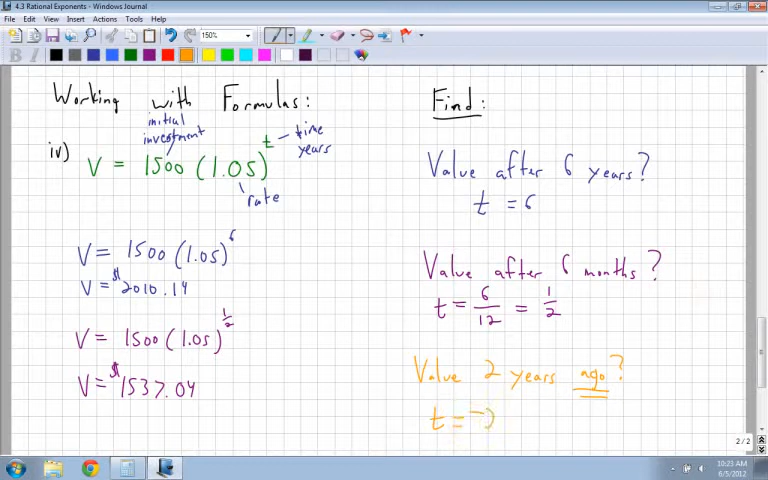 4.3 Rational Exponents - Windows Journal
File Edit View Insert Actions Tools Help
150%
B I
Working with Formulas:
initial investment
iv) V = 1500 (1.05)^t
time years
rate
V = 1500 (1.05)^6
V = $2010.14
V = 1500 (1.05)^1/2
V = $1537.04
Find:
Value after 6 years?
t = 6
Value after 6 months?
t = 6/12 = 1/2
Value 2 years ago?
t =
2 / 2
10:23 AM
6/5/2012